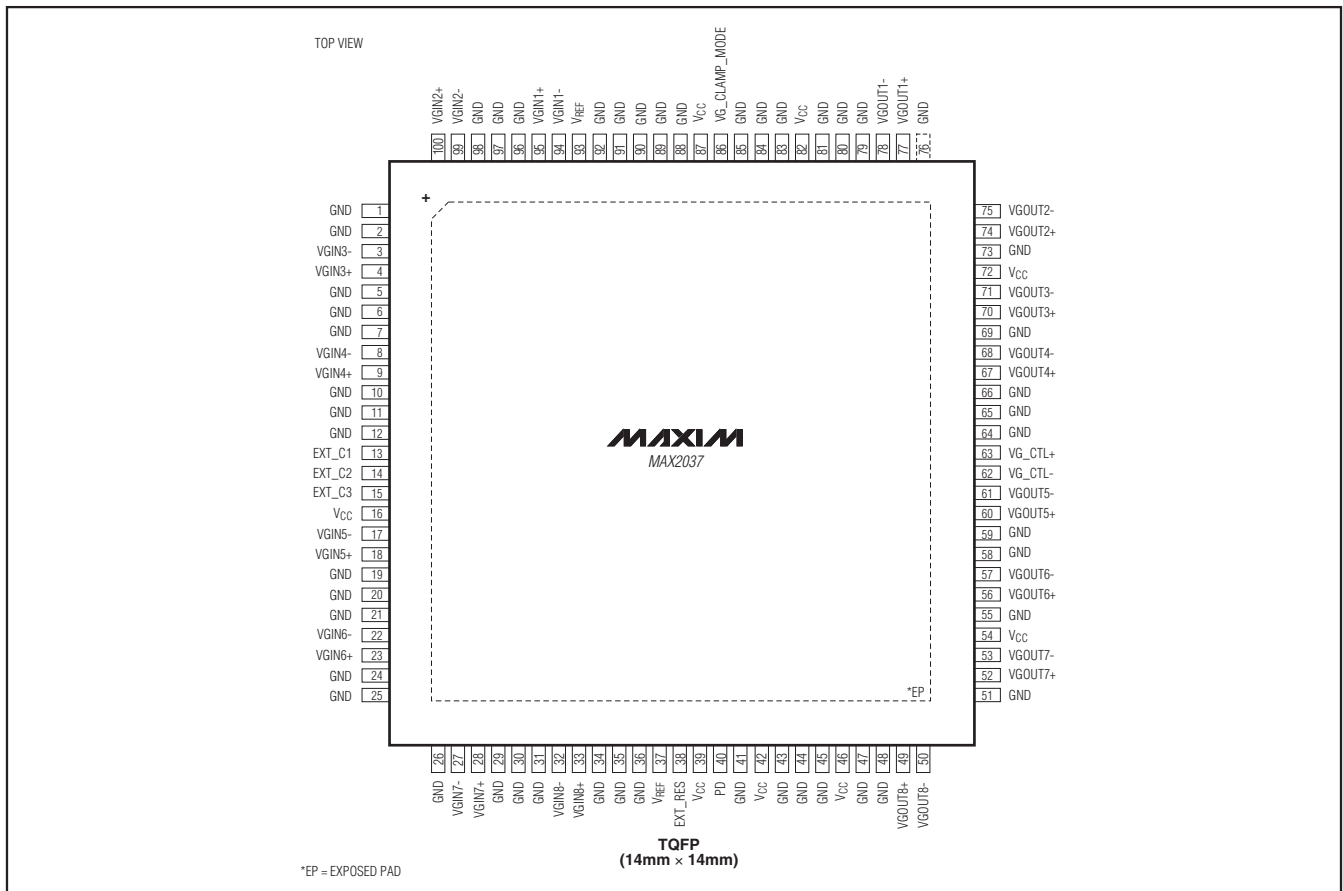 TOP VIEW
VGIN2+
VGIN2-
GND
GND
GND
VGIN1+
VGIN1-
VREF
GND
GND
GND
GND
GND
VCC
VG_CLAMP_MODE
GND
GND
GND
VCC
GND
GND
GND
VGOUT1-
VGOUT1+
GND
100 99 98 97 96 95 94 93 92 91 90 89 88 87 86 85 84 83 82 81 80 79 78 77 76
+
GND 1
GND 2
VGIN3- 3
VGIN3+ 4
GND 5
GND 6
GND 7
VGIN4- 8
VGIN4+ 9
GND 10
GND 11
GND 12
EXT_C1 13
EXT_C2 14
EXT_C3 15
VCC 16
VGIN5- 17
VGIN5+ 18
GND 19
GND 20
GND 21
VGIN6- 22
VGIN6+ 23
GND 24
GND 25
MAXIM
MAX2037
*EP
75 VGOUT2-
74 VGOUT2+
73 GND
72 VCC
71 VGOUT3-
70 VGOUT3+
69 GND
68 VGOUT4-
67 VGOUT4+
66 GND
65 GND
64 GND
63 VG_CTL+
62 VG_CTL-
61 VGOUT5-
60 VGOUT5+
59 GND
58 GND
57 VGOUT6-
56 VGOUT6+
55 GND
54 VCC
53 VGOUT7-
52 VGOUT7+
51 GND
26 27 28 29 30 31 32 33 34 35 36 37 38 39 40 41 42 43 44 45 46 47 48 49 50
GND
VGIN7-
VGIN7+
GND
GND
GND
VGIN8-
VGIN8+
GND
GND
GND
VREF
EXT_RES
VCC
PD
GND
VCC
GND
GND
GND
VCC
GND
GND
VGOUT8+
VGOUT8-
TQFP
(14mm × 14mm)
*EP = EXPOSED PAD